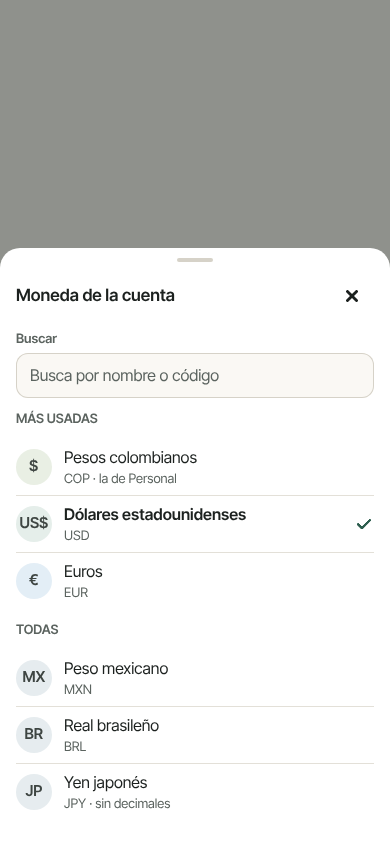 Moneda de la cuenta
Buscar
Busca por nombre o código
MÁS USADAS
$
Pesos colombianos
COP · la de Personal
US$
Dólares estadounidenses
USD
€
Euros
EUR
TODAS
MX
Peso mexicano
MXN
BR
Real brasileño
BRL
JP
Yen japonés
JPY · sin decimales